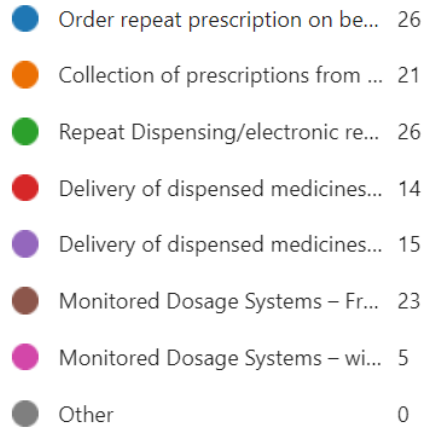 Order repeat prescription on be... 26
Collection of prescriptions from ... 21
Repeat Dispensing/electronic re... 26
Delivery of dispensed medicines... 14
Delivery of dispensed medicines... 15
Monitored Dosage Systems – Fr... 23
Monitored Dosage Systems – wi... 5
Other 0